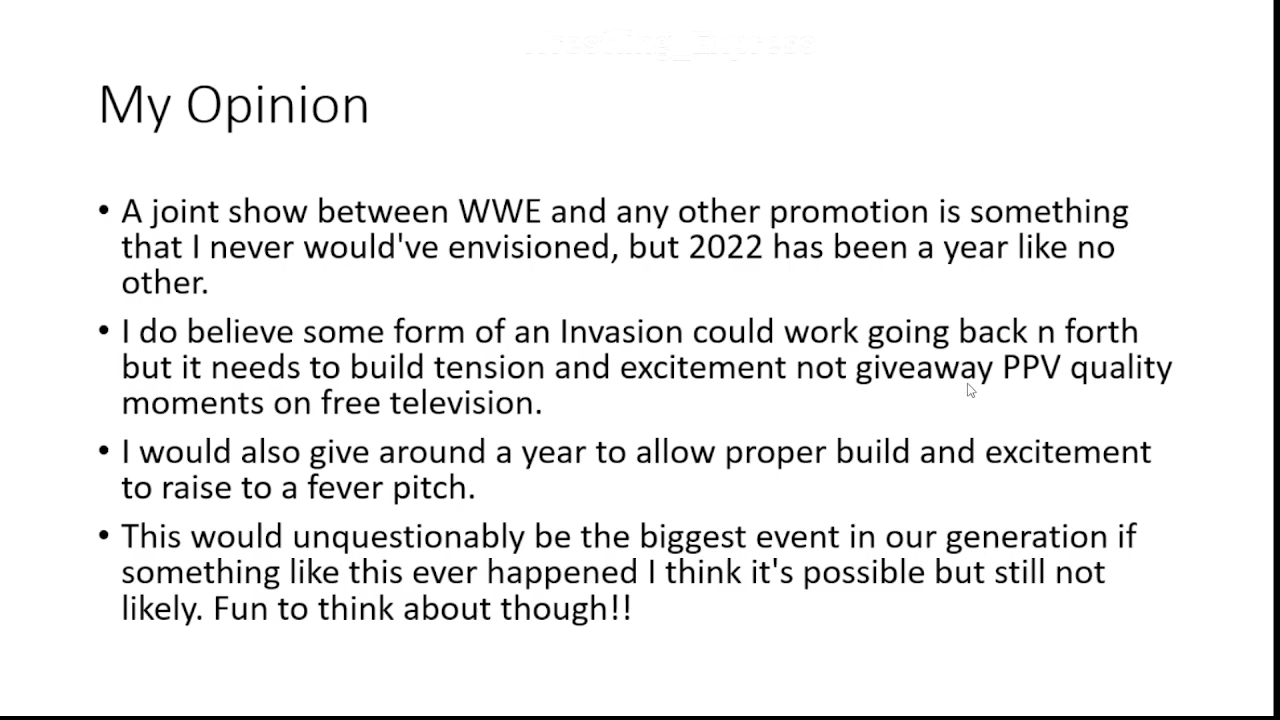 My Opinion
• A joint show between WWE and any other promotion is something
that I never would've envisioned, but 2022 has been a year like no
other.
• I do believe some form of an Invasion could work going back n forth
but it needs to build tension and excitement not giveaway PPV quality
moments on free television.
• I would also give around a year to allow proper build and excitement
to raise to a fever pitch.
• This would unquestionably be the biggest event in our generation if
something like this ever happened I think it's possible but still not
likely. Fun to think about though!!